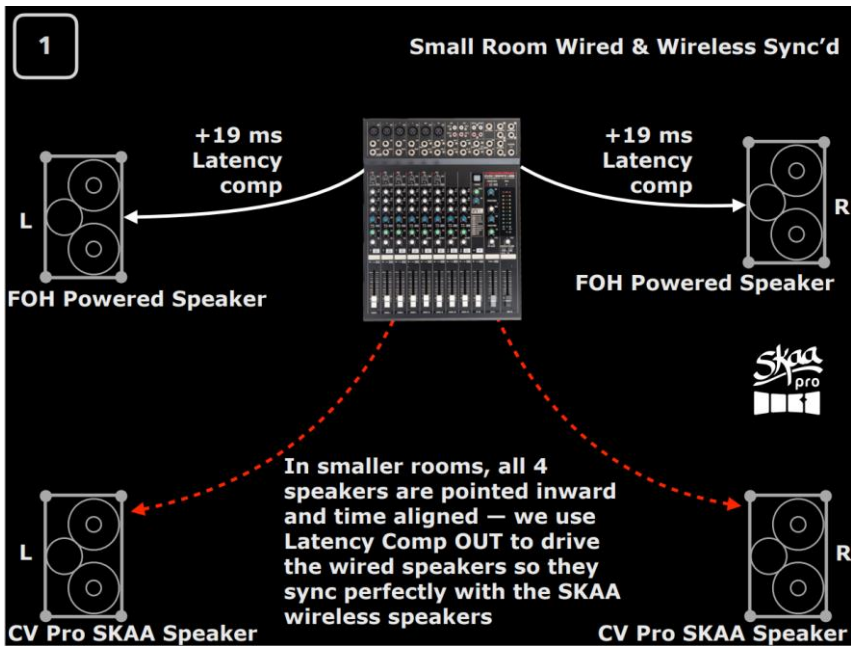 1
Small Room Wired & Wireless Sync’d
+19 ms
Latency
comp
+19 ms
Latency
comp
L
R
FOH Powered Speaker
FOH Powered Speaker
Skaa
pro
In smaller rooms, all 4
speakers are pointed inward
and time aligned — we use
Latency Comp OUT to drive
the wired speakers so they
sync perfectly with the SKAA
wireless speakers
L
R
CV Pro SKAA Speaker
CV Pro SKAA Speaker